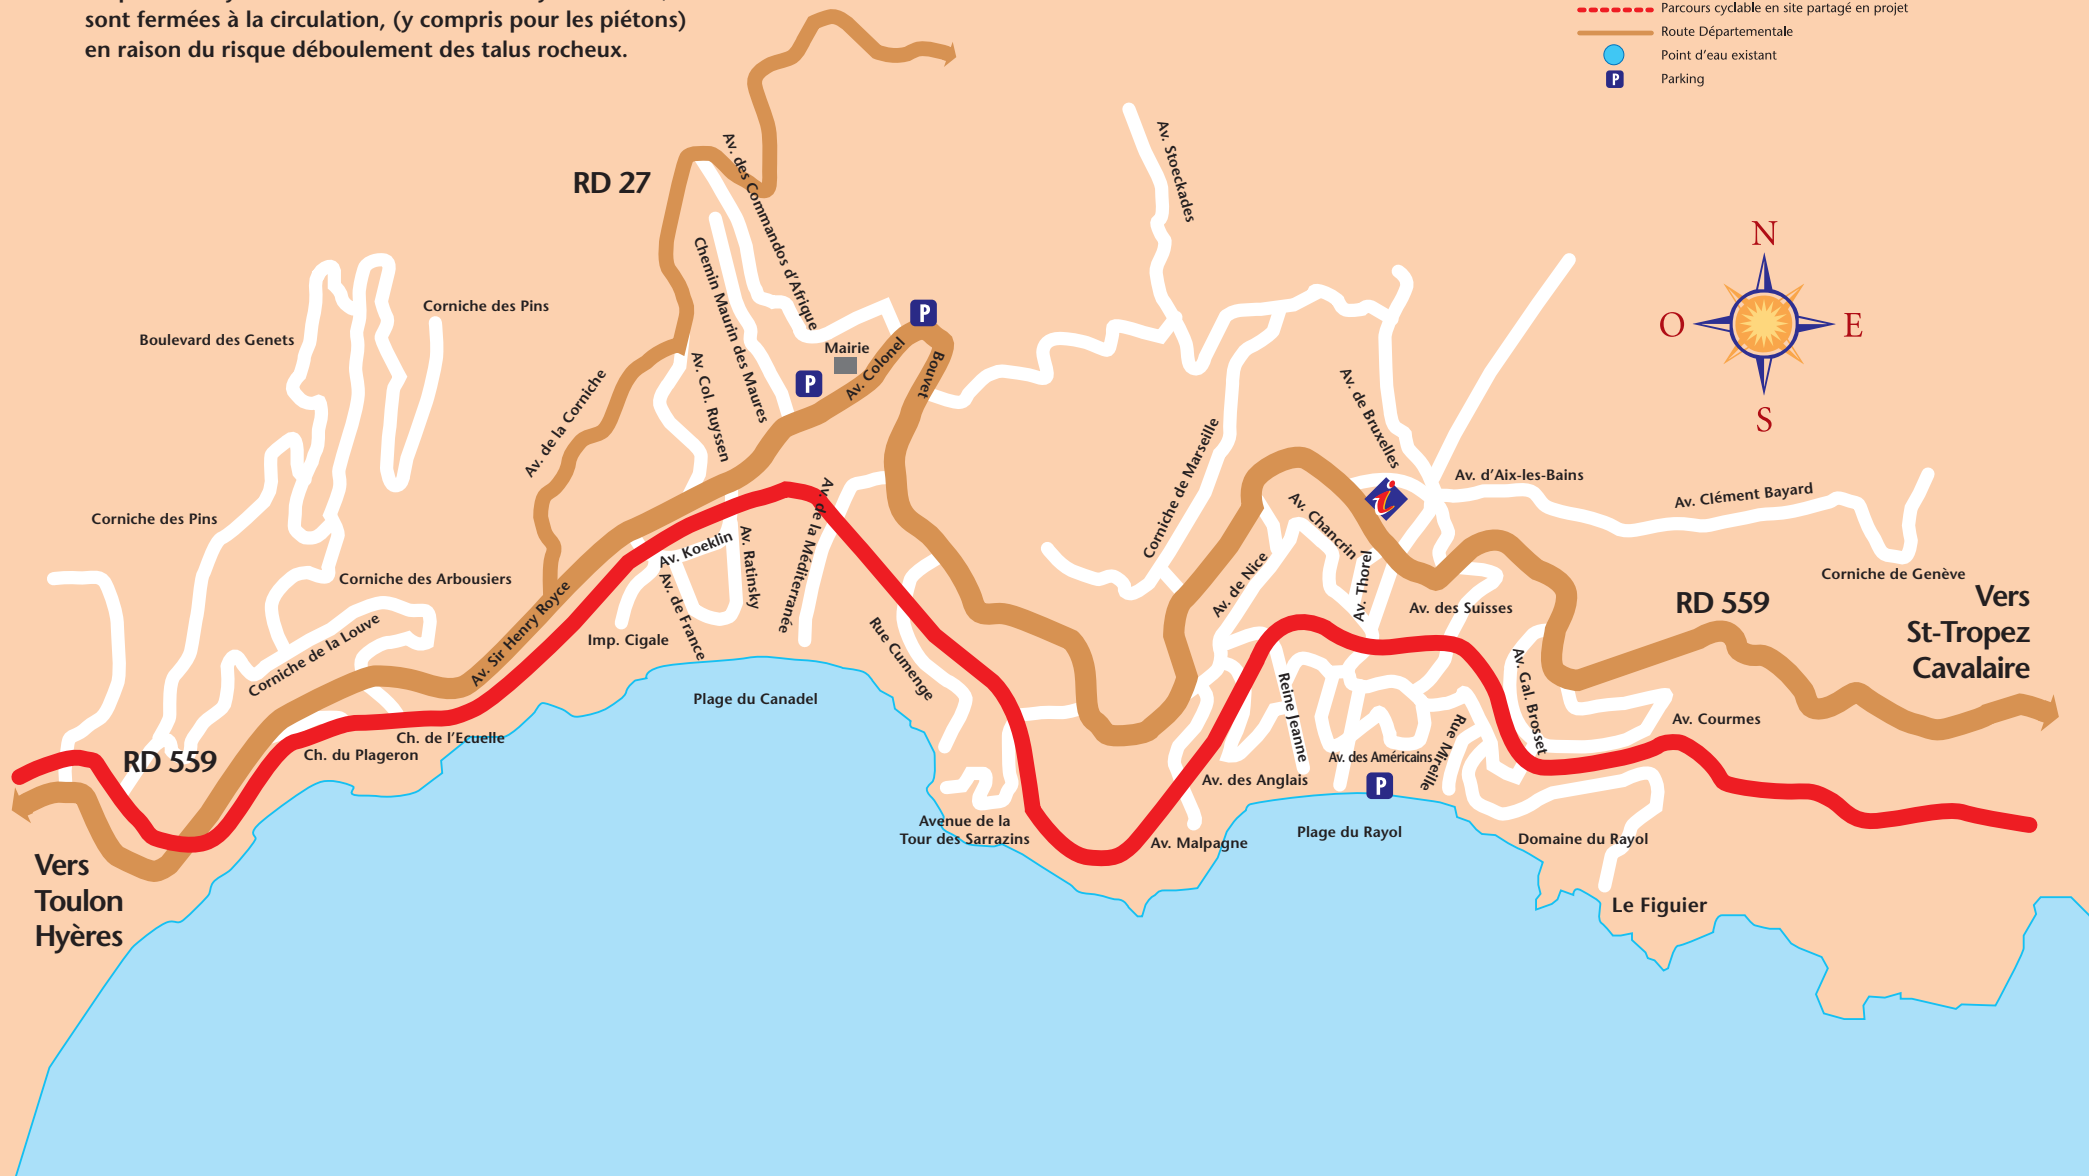 sont fermées à la circulation, (y compris pour les piétons)
en raison du risque déboulement des talus rocheux.
Parcours cyclable en site partagé en projet
Route Départementale
Point d'eau existant
P
Parking
RD 27
Av. des Commandos d'Afrique
Av. Stoeckades
N
O
E
S
Corniche des Pins
Boulevard des Genets
Chemin Maurin des Maures
P
Mairie
P
Av. Colonel
Bouvet
Av. Col. Ruyssen
Av. de la Corniche
Av. de Bruxelles
Corniche de Marseille
Av. d'Aix-les-Bains
Av. Clément Bayard
i
Av. Chancrin
Corniche des Pins
Corniche des Arbousiers
Av. Koeklin
Av. Ratinsky
Av. de la Méditerranée
Av. de France
Imp. Cigale
Av. Sir Henry Royce
Corniche de la Louve
Rue Cumenge
Av. de Nice
Av. Thorel
Av. des Suisses
Corniche de Genève
RD 559
Vers
St-Tropez
Cavalaire
Plage du Canadel
Reine Jeanne
Av. Gal. Brosset
Rue Mireille
Av. Courmes
Ch. de l'Ecuelle
Ch. du Plageron
RD 559
Av. des Américains
P
Av. des Anglais
Avenue de la
Tour des Sarrazins
Av. Malpagne
Plage du Rayol
Domaine du Rayol
Le Figuier
Vers
Toulon
Hyères